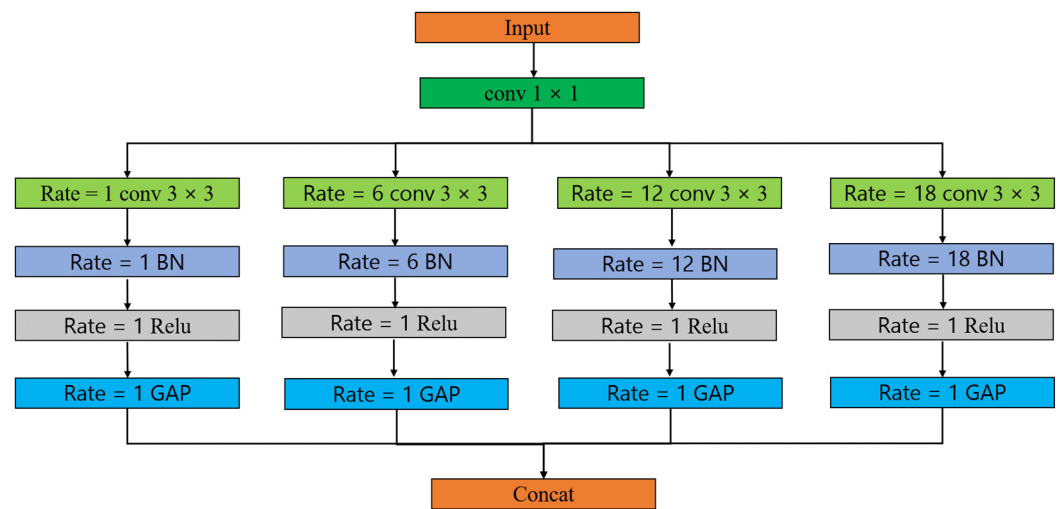 Input
conv 1 × 1
Rate = 1 conv 3 × 3
Rate = 6 conv 3 × 3
Rate = 12 conv 3 × 3
Rate = 18 conv 3 × 3
Rate = 1 BN
Rate = 6 BN
Rate = 12 BN
Rate = 18 BN
Rate = 1 Relu
Rate = 1 Relu
Rate = 1 Relu
Rate = 1 Relu
Rate = 1 GAP
Rate = 1 GAP
Rate = 1 GAP
Rate = 1 GAP
Concat